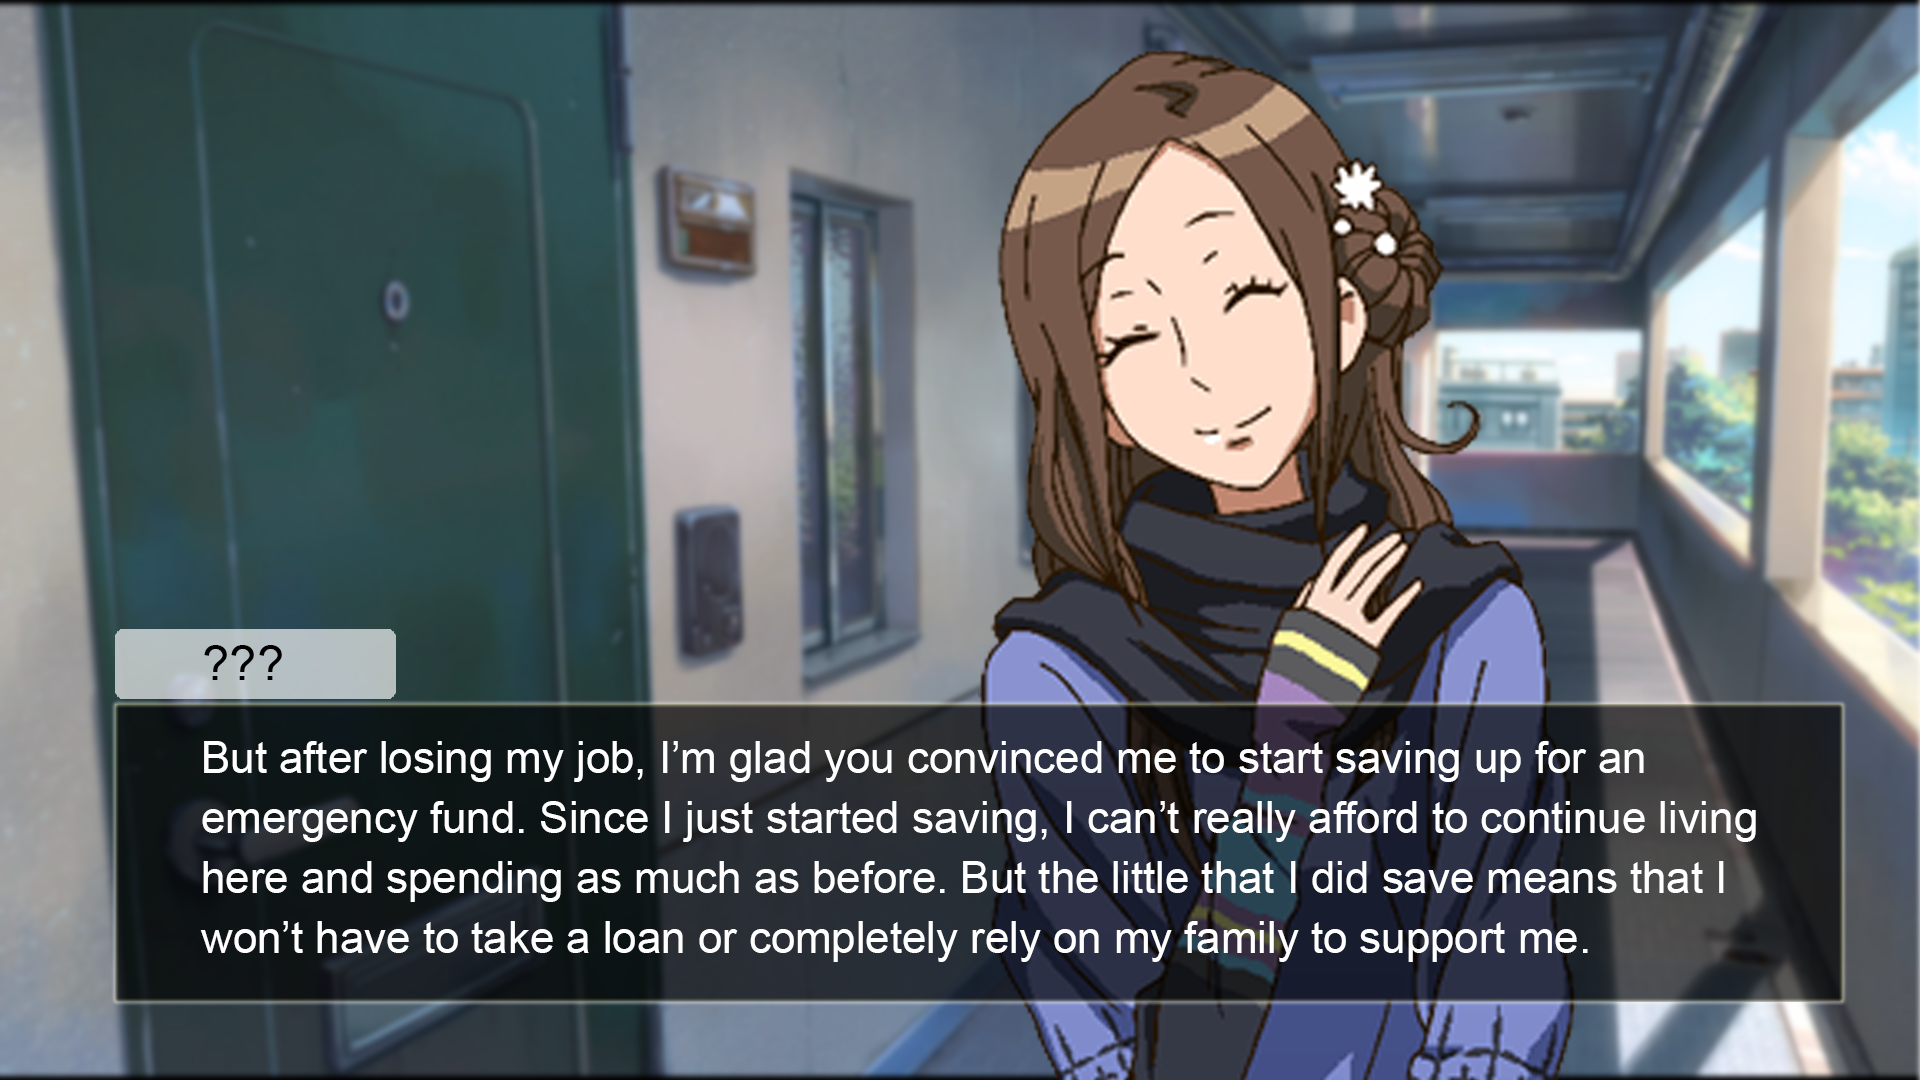 ???
But after losing my job, I’m glad you convinced me to start saving up for an
emergency fund. Since I just started saving, I can’t really afford to continue living
here and spending as much as before. But the little that I did save means that I
won’t have to take a loan or completely rely on my family to support me.